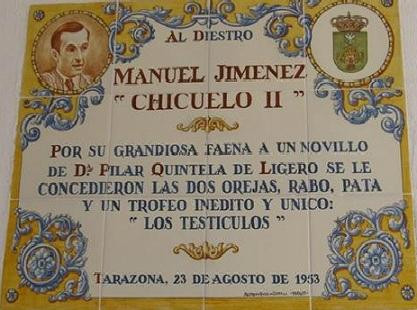 AL DIESTRO
MANUEL JIMENEZ
“ CHICUELO II ”
POR SU GRANDIOSA FAENA A UN NOVILLO
DE Dª PILAR QUINTELA DE LIGERO SE LE
CONCEDIERON LAS DOS OREJAS, RABO, PATA
Y UN TROFEO INEDITO Y UNICO:
“ LOS TESTICULOS ”
TARAZONA, 23 DE AGOSTO DE 1953